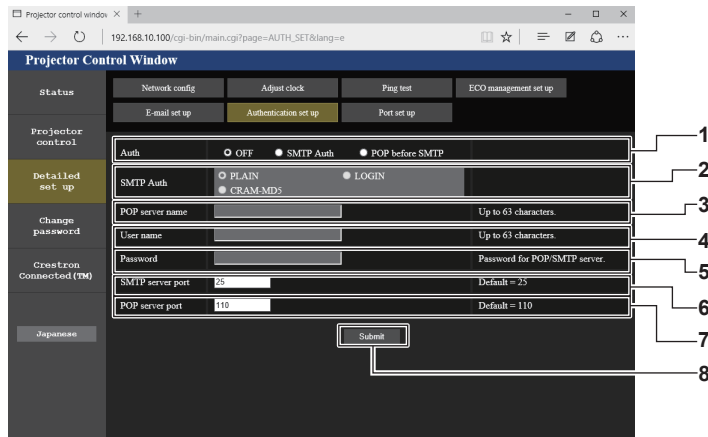 Projector control window
192.168.10.100/cgi-bin/main.cgi?page=AUTH_SET&lang=e
Projector Control Window
Status
Projector
control
Detailed
set up
Change
password
Crestron
Connected(TM)
Japanese
Network config
Adjust clock
Ping test
ECO management set up
E-mail set up
Authentication set up
Port set up
Auth
OFF
SMTP Auth
POP before SMTP
1
SMTP Auth
PLAIN
LOGIN
CRAM-MD5
2
POP server name
Up to 63 characters.
3
User name
Up to 63 characters.
4
Password
Password for POP/SMTP server.
5
SMTP server port
25
Default = 25
6
POP server port
110
Default = 110
7
Submit
8